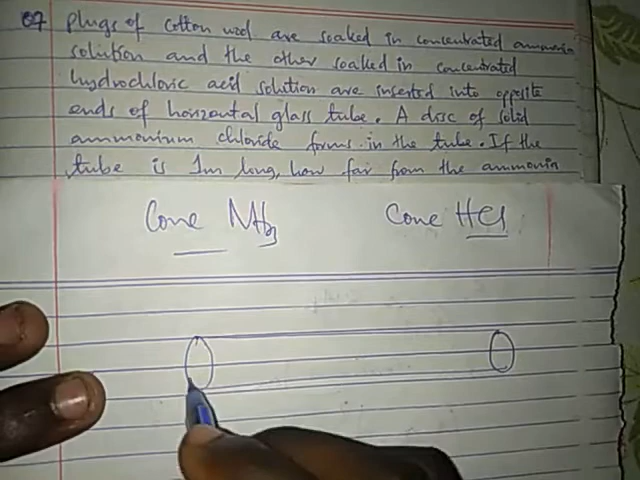 Q7 Plugs of cotton wool are soaked in concentrated ammonia
solution and the other soaked in concentrated
hydrochloric acid solution are inserted into opposite
ends of horizontal glass tube. A disc of solid
ammonium chloride forms in the tube. If the
tube is 1m long, how far from the ammonia
Conc NH3 Conc HCl